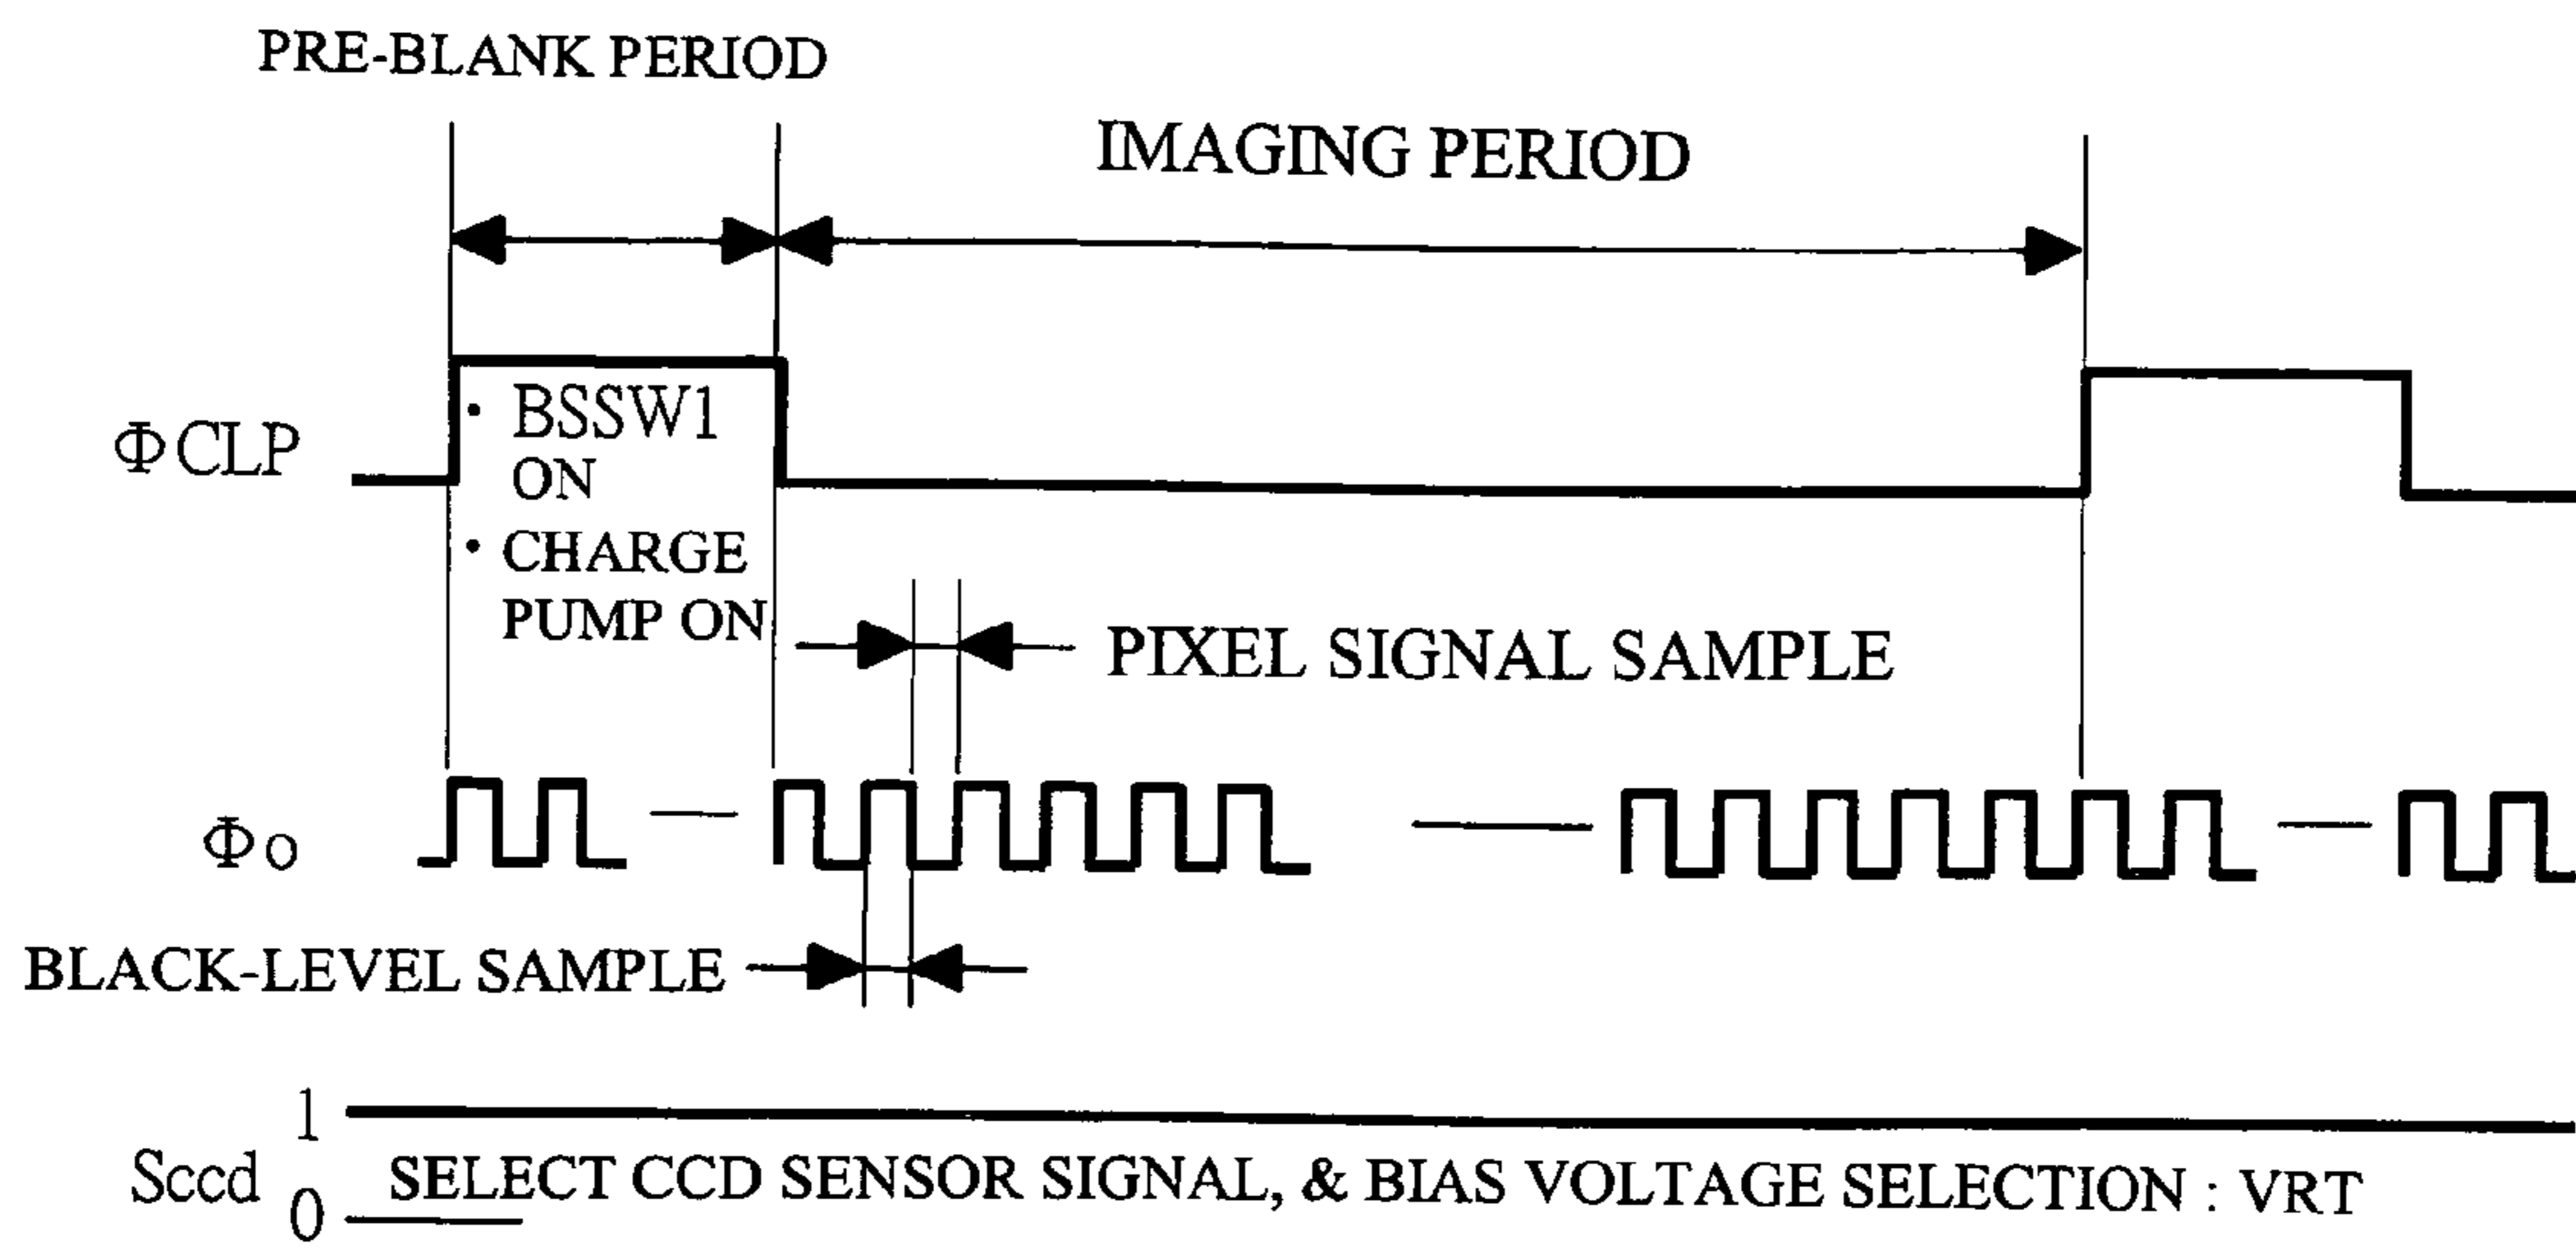 PRE-BLANK PERIOD
IMAGING PERIOD
ΦCLP
• BSSW1
ON
• CHARGE
PUMP ON
PIXEL SIGNAL SAMPLE
Φo
BLACK-LEVEL SAMPLE
1
Sccd
0
SELECT CCD SENSOR SIGNAL, & BIAS VOLTAGE SELECTION : VRT